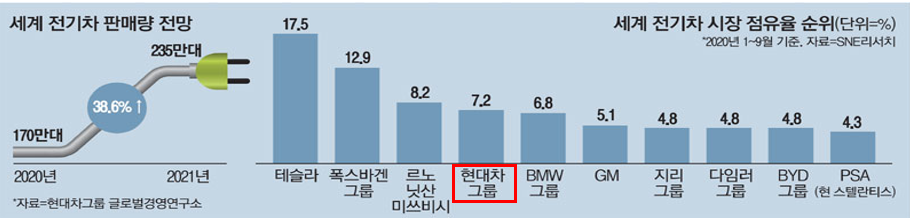 세계 전기차 판매량 전망
235만대
38.6%↑
170만대
2020년 2021년
*자료=현대차그룹 글로벌경영연구소
세계 전기차 시장 점유율 순위(단위=%)
*2020년 1~9월 기준, 자료=SNE리서치
17.5
12.9
8.2
7.2
6.8
5.1
4.8
4.8
4.8
4.3
테슬라
폭스바겐
그룹
르노
닛산
미쓰비시
현대차
그룹
BMW
그룹
GM
지리
그룹
다임러
그룹
BYD
그룹
PSA
(현 스텔란티스)